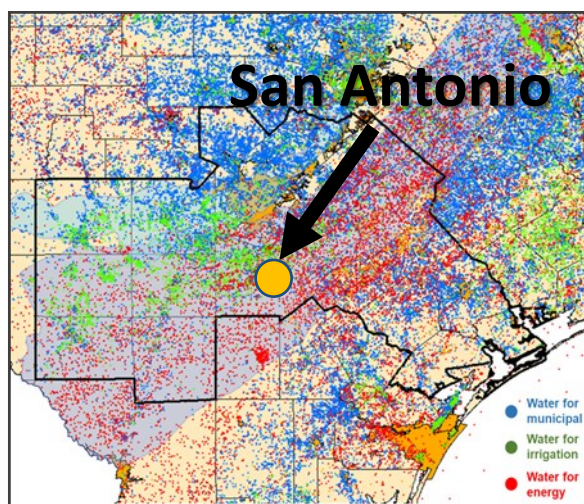 San Antonio
Water for
municipal
Water for
irrigation
Water for
energy